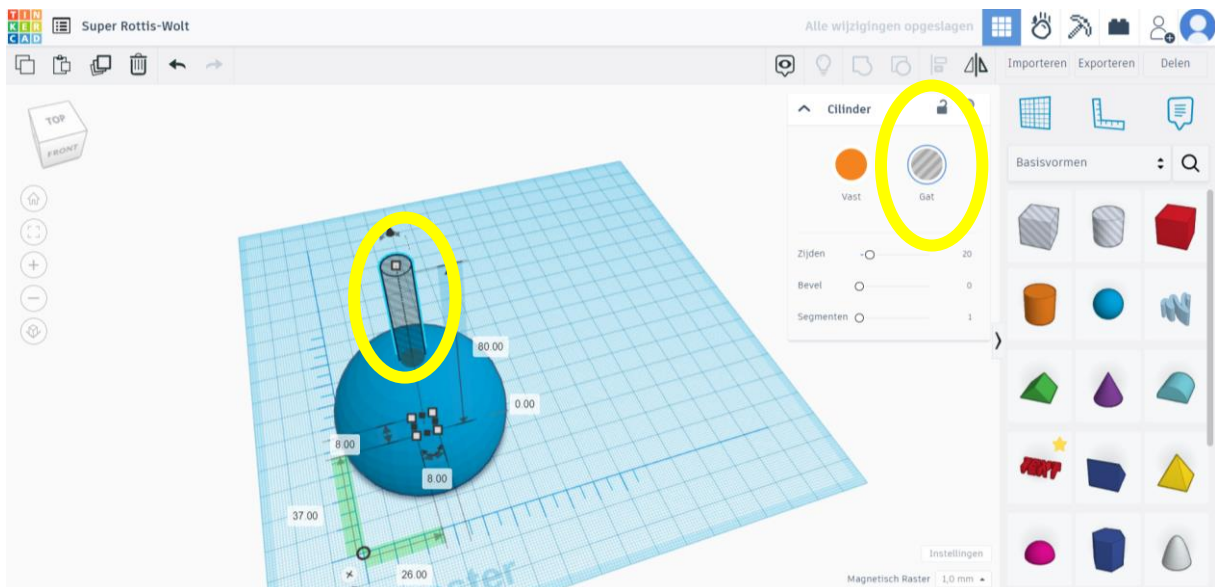 TIN
KER
CAD
Super Rottis-Wolt
Alle wijzigingen opgeslagen
Importeren Exporteren Delen
TOP
FRONT
Cilinder
Vast Gat
Zijden 20
Bevel 0
Segmenten 1
Basisvormen
TEXT
80.00
0.00
8.00
8.00
37.00
26.00
Instellingen
Magnetisch Raster 1,0 mm